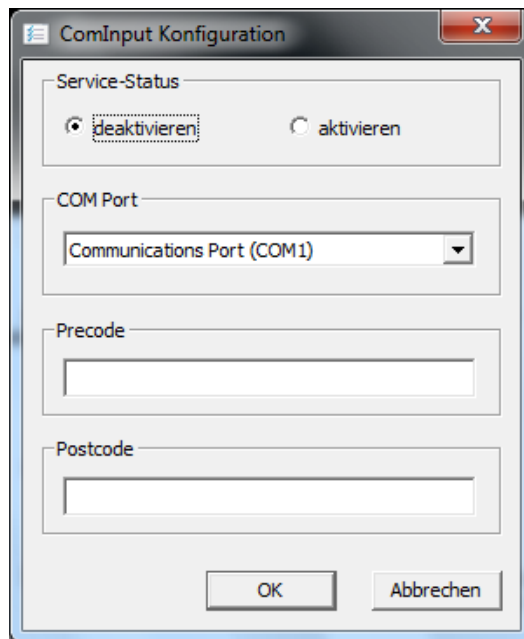 ComInput Konfiguration
Service-Status
deaktivieren aktivieren
COM Port
Communications Port (COM1)
Precode
Postcode
OK Abbrechen